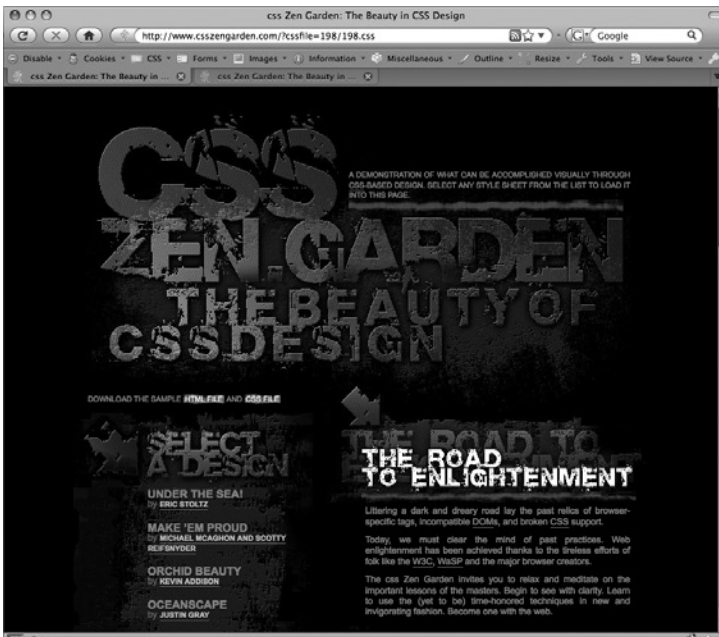 css Zen Garden: The Beauty in CSS Design
http://www.csszengarden.com/?cssfile=198/198.css
Google
Disable Cookies CSS Forms Images Information Miscellaneous Outline Resize Tools View Source
css Zen Garden: The Beauty in ... css Zen Garden: The Beauty in ...
CSS
A DEMONSTRATION OF WHAT CAN BE ACCOMPLISHED VISUALLY THROUGH
CSS-BASED DESIGN. SELECT ANY STYLE SHEET FROM THE LIST TO LOAD IT
INTO THIS PAGE.
ZEN GARDEN
THE BEAUTY OF
CSS DESIGN
DOWNLOAD THE SAMPLE HTML FILE AND CSS FILE
SELECT
A DESIGN
UNDER THE SEA!
by ERIC STOLTZ
MAKE 'EM PROUD
by MICHAEL MCAGHON AND SCOTTY
REIFSNYDER
ORCHID BEAUTY
by KEVIN ADDISON
OCEANSCAPE
by JUSTIN GRAY
THE ROAD TO
THE ROAD
TO ENLIGHTENMENT
Littering a dark and dreary road lay the past relics of browser-
specific tags, incompatible DOMs, and broken CSS support.
Today, we must clear the mind of past practices. Web
enlightenment has been achieved thanks to the tireless efforts of
folk like the W3C, WaSP and the major browser creators.
The css Zen Garden invites you to relax and meditate on the
important lessons of the masters. Begin to see with clarity. Learn
to use the (yet to be) time-honored techniques in new and
invigorating fashion. Become one with the web.